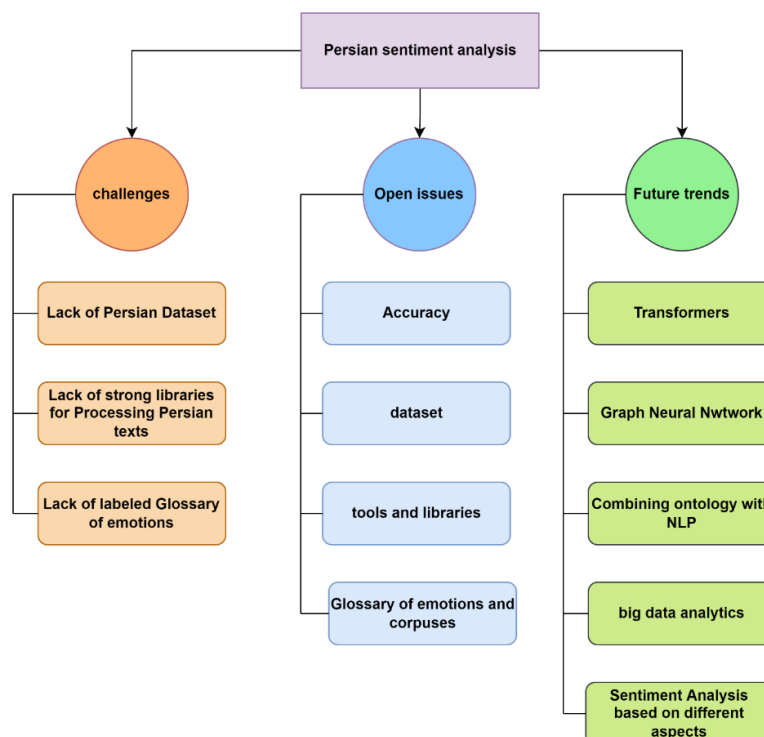 Persian sentiment analysis
challenges
Open issues
Future trends
Lack of Persian Dataset
Lack of strong libraries
for Processing Persian
texts
Lack of labeled Glossary
of emotions
Accuracy
dataset
tools and libraries
Glossary of emotions and
corpuses
Transformers
Graph Neural Nwtwork
Combining ontology with
NLP
big data analytics
Sentiment Analysis
based on different
aspects